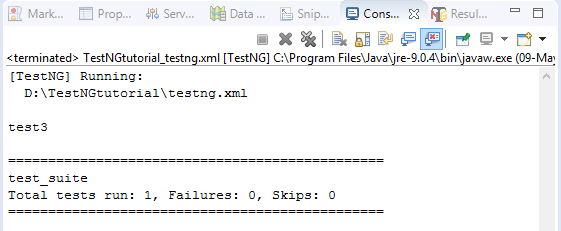 Mark... Prop... Serv... Data ... Snip... Cons... Resul...
<terminated> TestNGtutorial_testng.xml [TestNG] C:\Program Files\Java\jre-9.0.4\bin\javaw.exe (09-May
[TestNG] Running:
D:\TestNGtutorial\testng.xml
test3
===============================================
test_suite
Total tests run: 1, Failures: 0, Skips: 0
===============================================